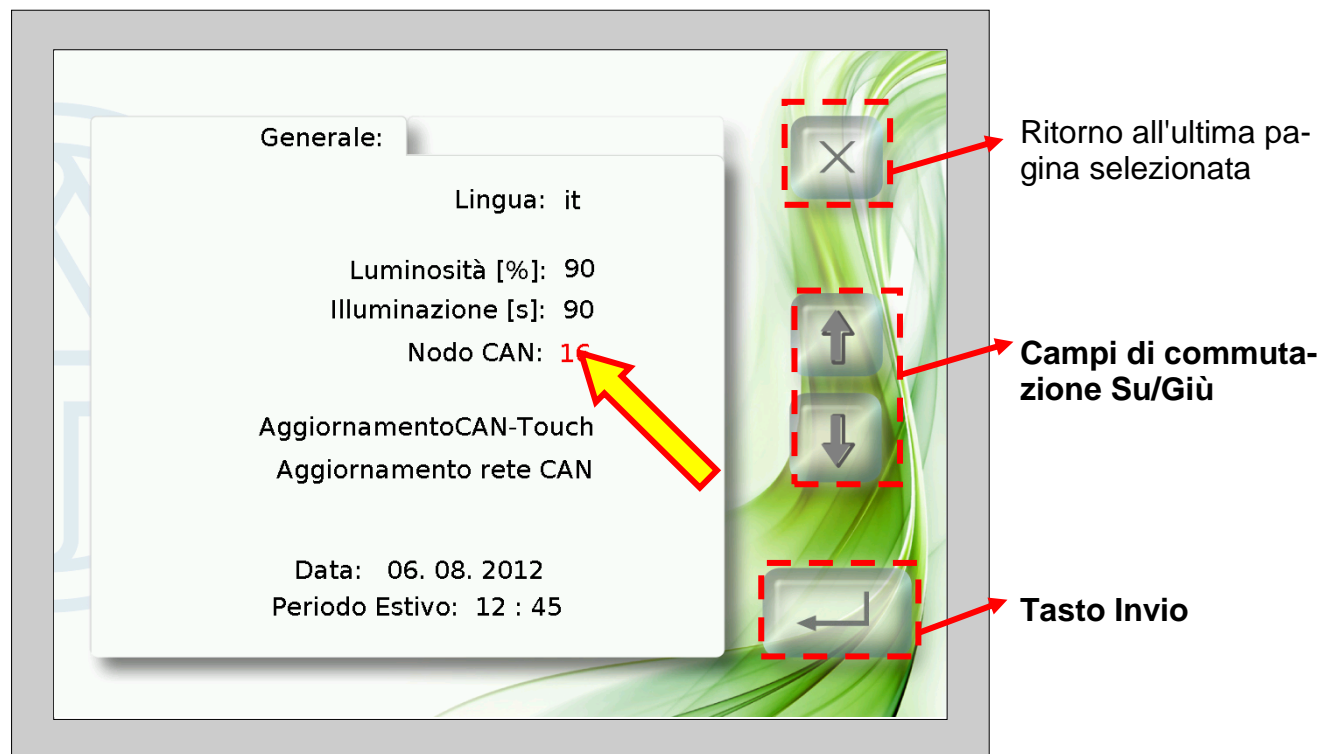 Generale:
Lingua: it
Luminosità [%]: 90
Illuminazione [s]: 90
Nodo CAN: 16
AggiornamentoCAN-Touch
Aggiornamento rete CAN
Data: 06. 08. 2012
Periodo Estivo: 12 : 45
Ritorno all'ultima pa-
gina selezionata
Campi di commuta-
zione Su/Giù
Tasto Invio